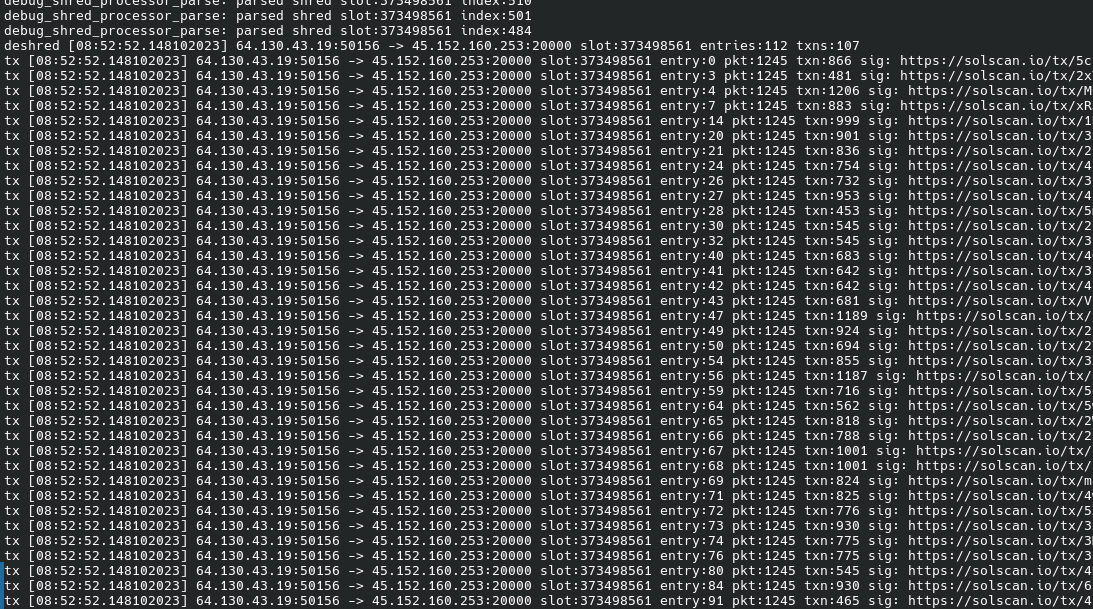 debug_shred_processor_parse: parsed shred slot:373498561 index:510
debug_shred_processor_parse: parsed shred slot:373498561 index:501
debug_shred_processor_parse: parsed shred slot:373498561 index:484
deshred [08:52:52.148102023] 64.130.43.19:50156 -> 45.152.160.253:20000 slot:373498561 entries:112 txns:107
tx [08:52:52.148102023] 64.130.43.19:50156 -> 45.152.160.253:20000 slot:373498561 entry:0 pkt:1245 txn:866 sig: https://solscan.io/tx/5c
tx [08:52:52.148102023] 64.130.43.19:50156 -> 45.152.160.253:20000 slot:373498561 entry:3 pkt:1245 txn:481 sig: https://solscan.io/tx/2x
tx [08:52:52.148102023] 64.130.43.19:50156 -> 45.152.160.253:20000 slot:373498561 entry:4 pkt:1245 txn:1206 sig: https://solscan.io/tx/M
tx [08:52:52.148102023] 64.130.43.19:50156 -> 45.152.160.253:20000 slot:373498561 entry:7 pkt:1245 txn:883 sig: https://solscan.io/tx/xR
tx [08:52:52.148102023] 64.130.43.19:50156 -> 45.152.160.253:20000 slot:373498561 entry:14 pkt:1245 txn:999 sig: https://solscan.io/tx/1
tx [08:52:52.148102023] 64.130.43.19:50156 -> 45.152.160.253:20000 slot:373498561 entry:20 pkt:1245 txn:901 sig: https://solscan.io/tx/3
tx [08:52:52.148102023] 64.130.43.19:50156 -> 45.152.160.253:20000 slot:373498561 entry:21 pkt:1245 txn:836 sig: https://solscan.io/tx/2
tx [08:52:52.148102023] 64.130.43.19:50156 -> 45.152.160.253:20000 slot:373498561 entry:24 pkt:1245 txn:754 sig: https://solscan.io/tx/4
tx [08:52:52.148102023] 64.130.43.19:50156 -> 45.152.160.253:20000 slot:373498561 entry:26 pkt:1245 txn:732 sig: https://solscan.io/tx/3
tx [08:52:52.148102023] 64.130.43.19:50156 -> 45.152.160.253:20000 slot:373498561 entry:27 pkt:1245 txn:953 sig: https://solscan.io/tx/4
tx [08:52:52.148102023] 64.130.43.19:50156 -> 45.152.160.253:20000 slot:373498561 entry:28 pkt:1245 txn:453 sig: https://solscan.io/tx/5
tx [08:52:52.148102023] 64.130.43.19:50156 -> 45.152.160.253:20000 slot:373498561 entry:30 pkt:1245 txn:545 sig: https://solscan.io/tx/2
tx [08:52:52.148102023] 64.130.43.19:50156 -> 45.152.160.253:20000 slot:373498561 entry:32 pkt:1245 txn:545 sig: https://solscan.io/tx/3
tx [08:52:52.148102023] 64.130.43.19:50156 -> 45.152.160.253:20000 slot:373498561 entry:40 pkt:1245 txn:683 sig: https://solscan.io/tx/4
tx [08:52:52.148102023] 64.130.43.19:50156 -> 45.152.160.253:20000 slot:373498561 entry:41 pkt:1245 txn:642 sig: https://solscan.io/tx/3
tx [08:52:52.148102023] 64.130.43.19:50156 -> 45.152.160.253:20000 slot:373498561 entry:42 pkt:1245 txn:642 sig: https://solscan.io/tx/4
tx [08:52:52.148102023] 64.130.43.19:50156 -> 45.152.160.253:20000 slot:373498561 entry:43 pkt:1245 txn:681 sig: https://solscan.io/tx/V
tx [08:52:52.148102023] 64.130.43.19:50156 -> 45.152.160.253:20000 slot:373498561 entry:47 pkt:1245 txn:1189 sig: https://solscan.io/tx/
tx [08:52:52.148102023] 64.130.43.19:50156 -> 45.152.160.253:20000 slot:373498561 entry:49 pkt:1245 txn:924 sig: https://solscan.io/tx/2
tx [08:52:52.148102023] 64.130.43.19:50156 -> 45.152.160.253:20000 slot:373498561 entry:50 pkt:1245 txn:694 sig: https://solscan.io/tx/2
tx [08:52:52.148102023] 64.130.43.19:50156 -> 45.152.160.253:20000 slot:373498561 entry:54 pkt:1245 txn:855 sig: https://solscan.io/tx/3
tx [08:52:52.148102023] 64.130.43.19:50156 -> 45.152.160.253:20000 slot:373498561 entry:56 pkt:1245 txn:1187 sig: https://solscan.io/tx/
tx [08:52:52.148102023] 64.130.43.19:50156 -> 45.152.160.253:20000 slot:373498561 entry:59 pkt:1245 txn:716 sig: https://solscan.io/tx/5
tx [08:52:52.148102023] 64.130.43.19:50156 -> 45.152.160.253:20000 slot:373498561 entry:64 pkt:1245 txn:562 sig: https://solscan.io/tx/5
tx [08:52:52.148102023] 64.130.43.19:50156 -> 45.152.160.253:20000 slot:373498561 entry:65 pkt:1245 txn:818 sig: https://solscan.io/tx/2
tx [08:52:52.148102023] 64.130.43.19:50156 -> 45.152.160.253:20000 slot:373498561 entry:66 pkt:1245 txn:788 sig: https://solscan.io/tx/2
tx [08:52:52.148102023] 64.130.43.19:50156 -> 45.152.160.253:20000 slot:373498561 entry:67 pkt:1245 txn:1001 sig: https://solscan.io/tx/
tx [08:52:52.148102023] 64.130.43.19:50156 -> 45.152.160.253:20000 slot:373498561 entry:68 pkt:1245 txn:1001 sig: https://solscan.io/tx/
tx [08:52:52.148102023] 64.130.43.19:50156 -> 45.152.160.253:20000 slot:373498561 entry:69 pkt:1245 txn:824 sig: https://solscan.io/tx/m
tx [08:52:52.148102023] 64.130.43.19:50156 -> 45.152.160.253:20000 slot:373498561 entry:71 pkt:1245 txn:825 sig: https://solscan.io/tx/4
tx [08:52:52.148102023] 64.130.43.19:50156 -> 45.152.160.253:20000 slot:373498561 entry:72 pkt:1245 txn:776 sig: https://solscan.io/tx/5
tx [08:52:52.148102023] 64.130.43.19:50156 -> 45.152.160.253:20000 slot:373498561 entry:73 pkt:1245 txn:930 sig: https://solscan.io/tx/3
tx [08:52:52.148102023] 64.130.43.19:50156 -> 45.152.160.253:20000 slot:373498561 entry:74 pkt:1245 txn:775 sig: https://solscan.io/tx/3
tx [08:52:52.148102023] 64.130.43.19:50156 -> 45.152.160.253:20000 slot:373498561 entry:76 pkt:1245 txn:775 sig: https://solscan.io/tx/3
tx [08:52:52.148102023] 64.130.43.19:50156 -> 45.152.160.253:20000 slot:373498561 entry:80 pkt:1245 txn:545 sig: https://solscan.io/tx/4
tx [08:52:52.148102023] 64.130.43.19:50156 -> 45.152.160.253:20000 slot:373498561 entry:84 pkt:1245 txn:930 sig: https://solscan.io/tx/6
tx [08:52:52.148102023] 64.130.43.19:50156 -> 45.152.160.253:20000 slot:373498561 entry:91 pkt:1245 txn:465 sig: https://solscan.io/tx/4